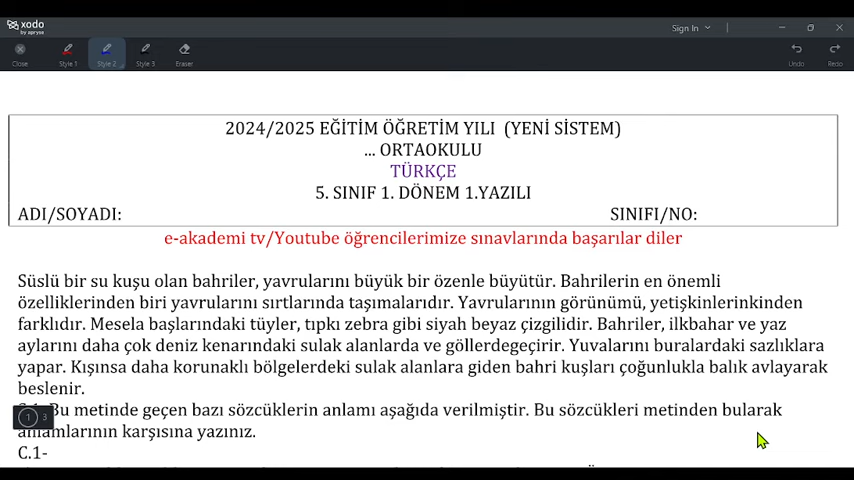 xodo
by apryse
Sign In
Close
Style 1
Style 2
Style 3
Eraser
Undo
Redo
2024/2025 EĞİTİM ÖĞRETİM YILI (YENİ SİSTEM)
... ORTAOKULU
TÜRKÇE
5. SINIF 1. DÖNEM 1.YAZILI
ADI/SOYADI: SINIFI/NO:
e-akademi tv/Youtube öğrencilerimize sınavlarında başarılar diler
Süslü bir su kuşu olan bahriler, yavrularını büyük bir özenle büyütür. Bahrilerin en önemli
özelliklerinden biri yavrularını sırtlarında taşımalarıdır. Yavrularının görünümü, yetişkinlerinkinden
farklıdır. Mesela başlarındaki tüyler, tıpkı zebra gibi siyah beyaz çizgilidir. Bahriler, ilkbahar ve yaz
aylarını daha çok deniz kenarındaki sulak alanlarda ve göllerdegeçirir. Yuvalarını buralardaki sazlıklara
yapar. Kışınsa daha korunaklı bölgelerdeki sulak alanlara giden bahri kuşları çoğunlukla balık avlayarak
beslenir.
Bu metinde geçen bazı sözcüklerin anlamı aşağıda verilmiştir. Bu sözcükleri metinden bularak
anlamlarının karşısına yazınız.
1 3
C.1-